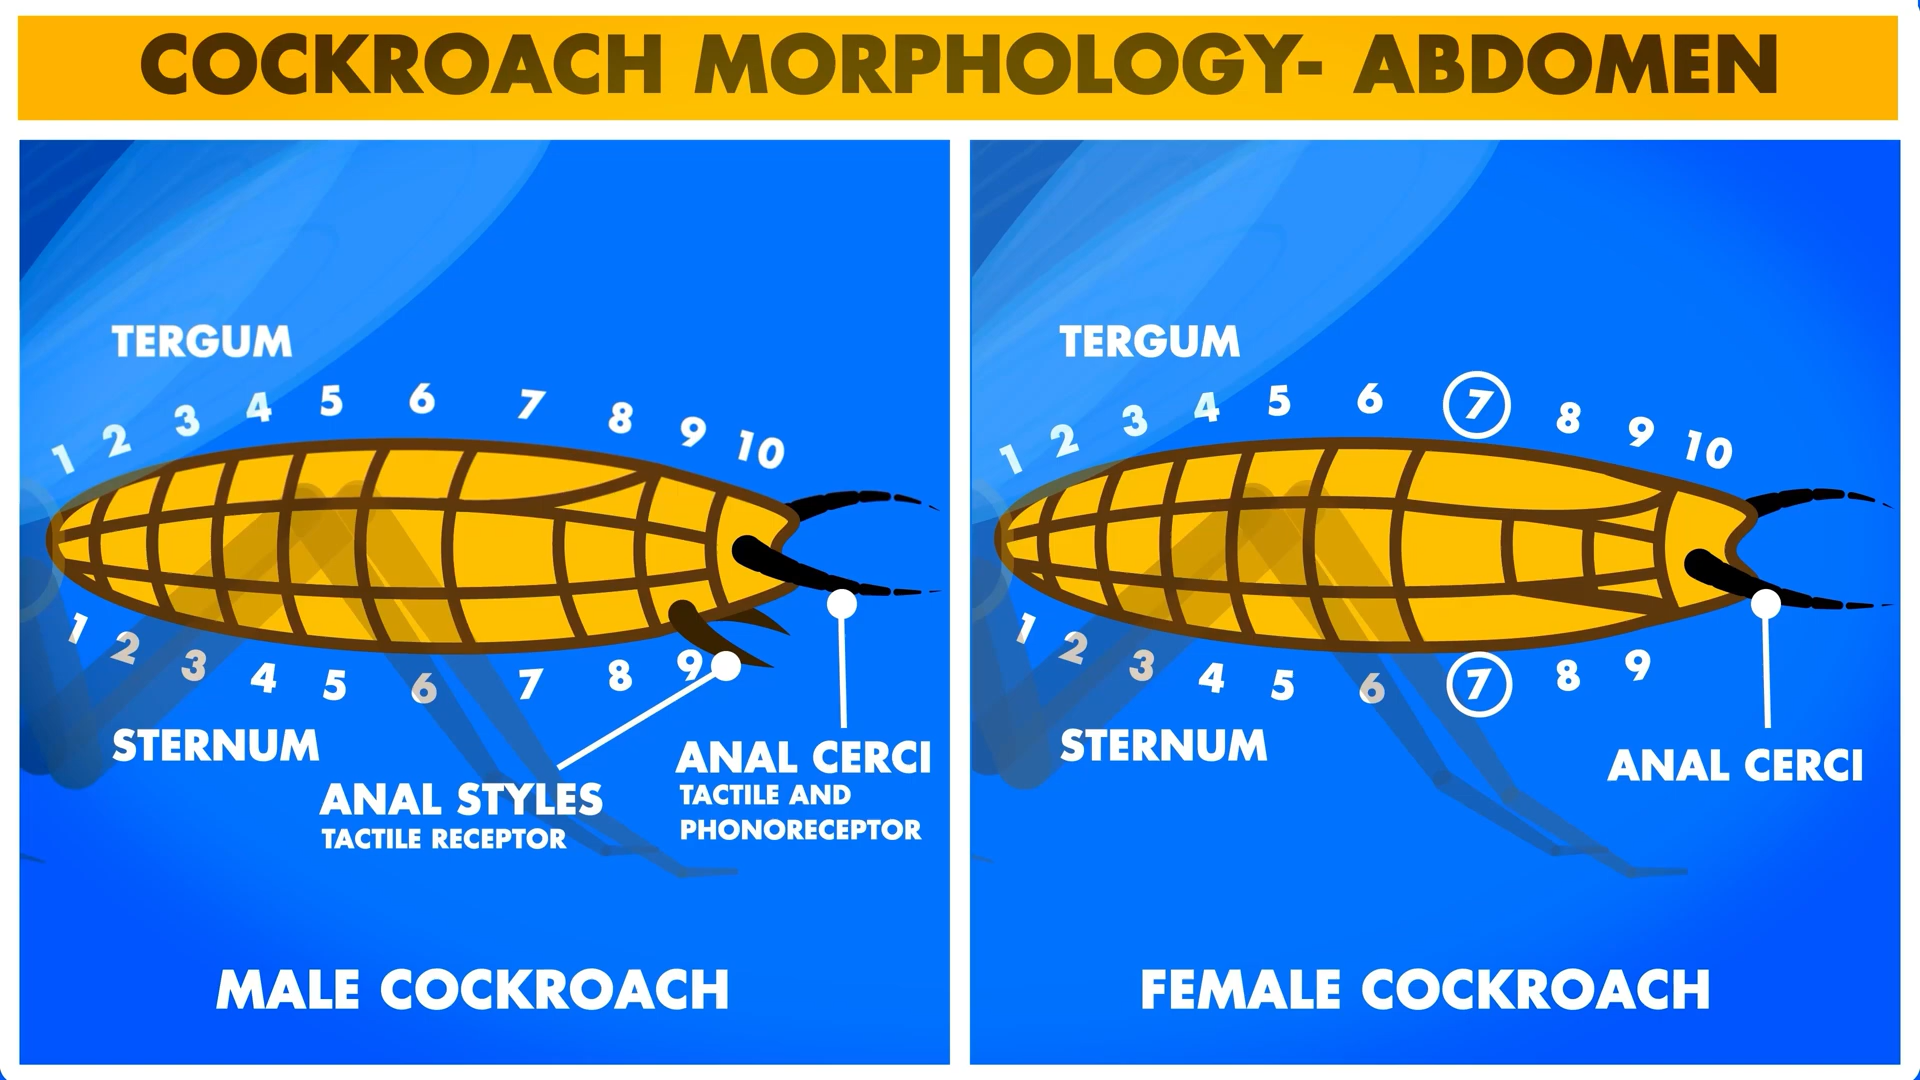 COCKROACH MORPHOLOGY- ABDOMEN
TERGUM
1 2 3 4 5 6 7 8 9 10
1 2 3 4 5 6 7 8 9
STERNUM
ANAL STYLES
TACTILE RECEPTOR
ANAL CERCI
TACTILE AND
PHONORECEPTOR
MALE COCKROACH
TERGUM
1 2 3 4 5 6 7 8 9 10
1 2 3 4 5 6 7 8 9
STERNUM
ANAL CERCI
FEMALE COCKROACH